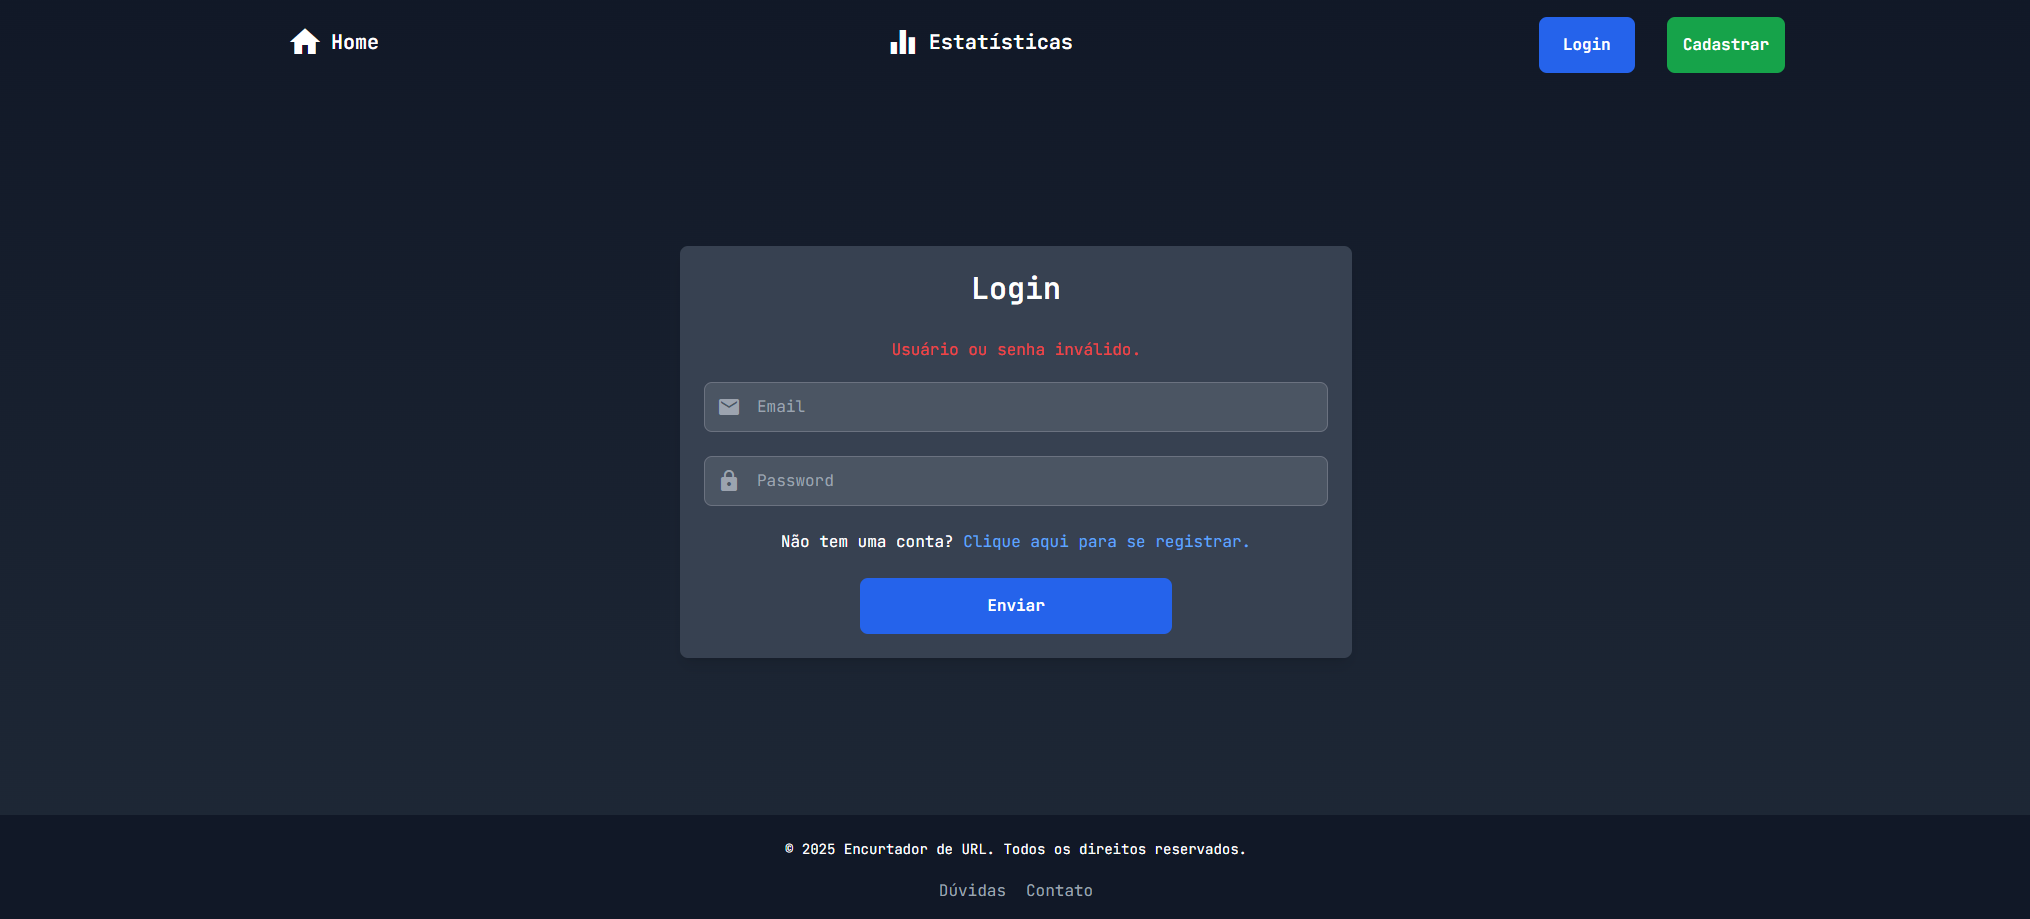 Home
Estatísticas
Login
Cadastrar
Login
Usuário ou senha inválido.
Email
Password
Não tem uma conta? Clique aqui para se registrar.
Enviar
© 2025 Encurtador de URL. Todos os direitos reservados.
Dúvidas Contato